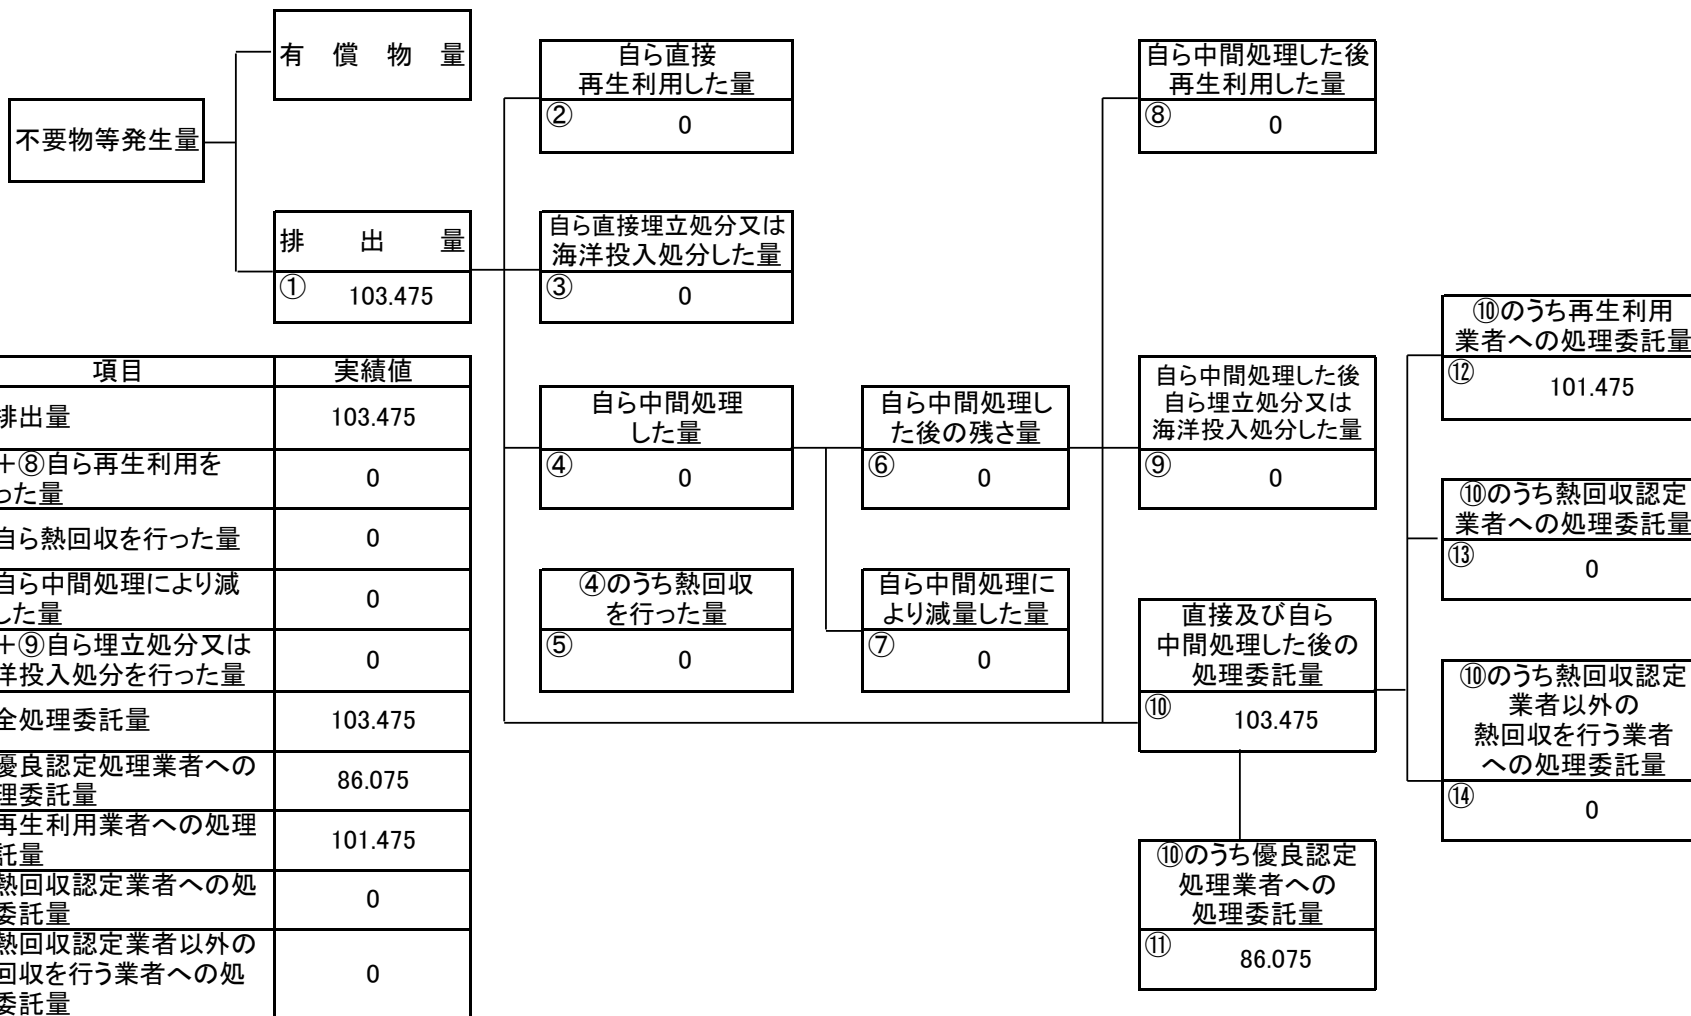 有償物量
不要物等発生量
排出量
① 103.475
自ら直接
再生利用した量
② 0
自ら直接埋立処分又は
海洋投入処分した量
③ 0
自ら中間処理
した量
④ 0
④のうち熱回収
を行った量
⑤ 0
自ら中間処理し
た後の残さ量
⑥ 0
自ら中間処理に
より減量した量
⑦ 0
自ら中間処理した後
再生利用した量
⑧ 0
自ら中間処理した後
自ら埋立処分又は
海洋投入処分した量
⑨ 0
直接及び自ら
中間処理した後の
処理委託量
⑩ 103.475
⑩のうち優良認定
処理業者への
処理委託量
⑪ 86.075
⑩のうち再生利用
業者への処理委託量
⑫ 101.475
⑩のうち熱回収認定
業者への処理委託量
⑬ 0
⑩のうち熱回収認定
業者以外の
熱回収を行う業者
への処理委託量
⑭ 0
項目 実績値
排出量 103.475
+⑧自ら再生利用を
った量 0
自ら熱回収を行った量 0
自ら中間処理により減
した量 0
+⑨自ら埋立処分又は
洋投入処分を行った量 0
全処理委託量 103.475
優良認定処理業者への
理委託量 86.075
再生利用業者への処理
託量 101.475
熱回収認定業者への処
委託量 0
熱回収認定業者以外の
回収を行う業者への処
委託量 0